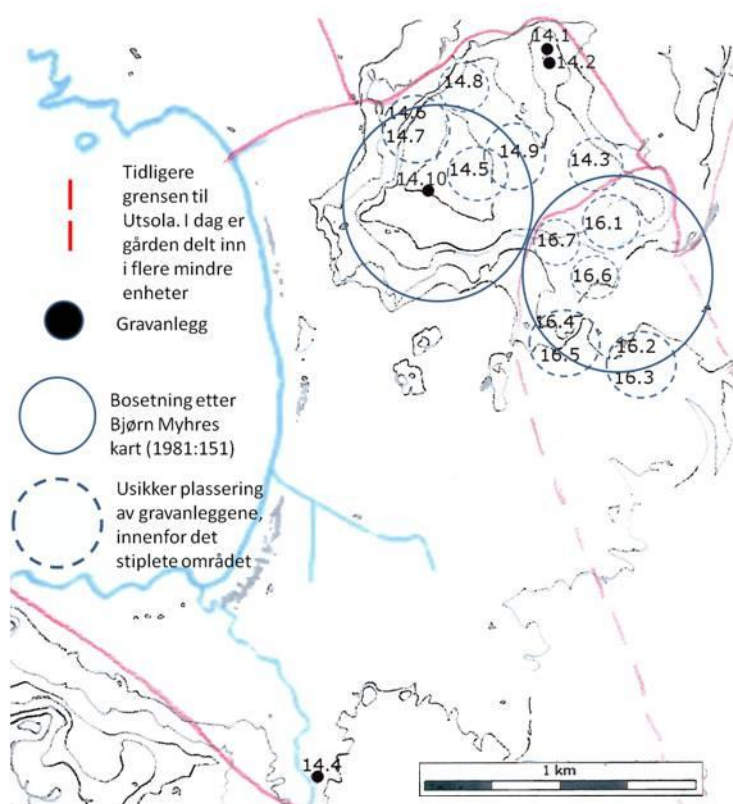 14.1
14.2
14.8
14.6
14.7
14.9
14.5
14.3
14.10
16.1
16.7
16.6
16.4
16.5
16.2
16.3
Tidligere
grensen til
Utsola. I dag er
gården delt inn
i flere mindre
enheter
Gravanlegg
Bosetning etter
Bjørn Myhres
kart (1981:151)
Usikker plassering
av gravanleggene,
innenfor det
stiplete området
14.4
1 km